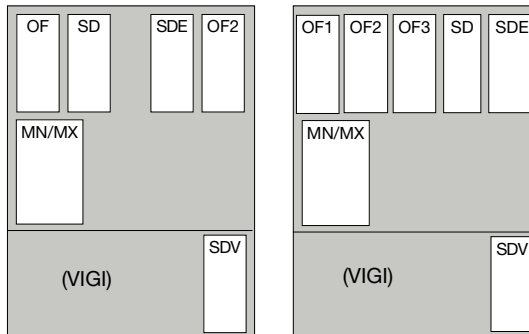 OF SD SDE OF2
MN/MX
SDV
(VIGI)
OF1 OF2 OF3 SD SDE
MN/MX
SDV
(VIGI)